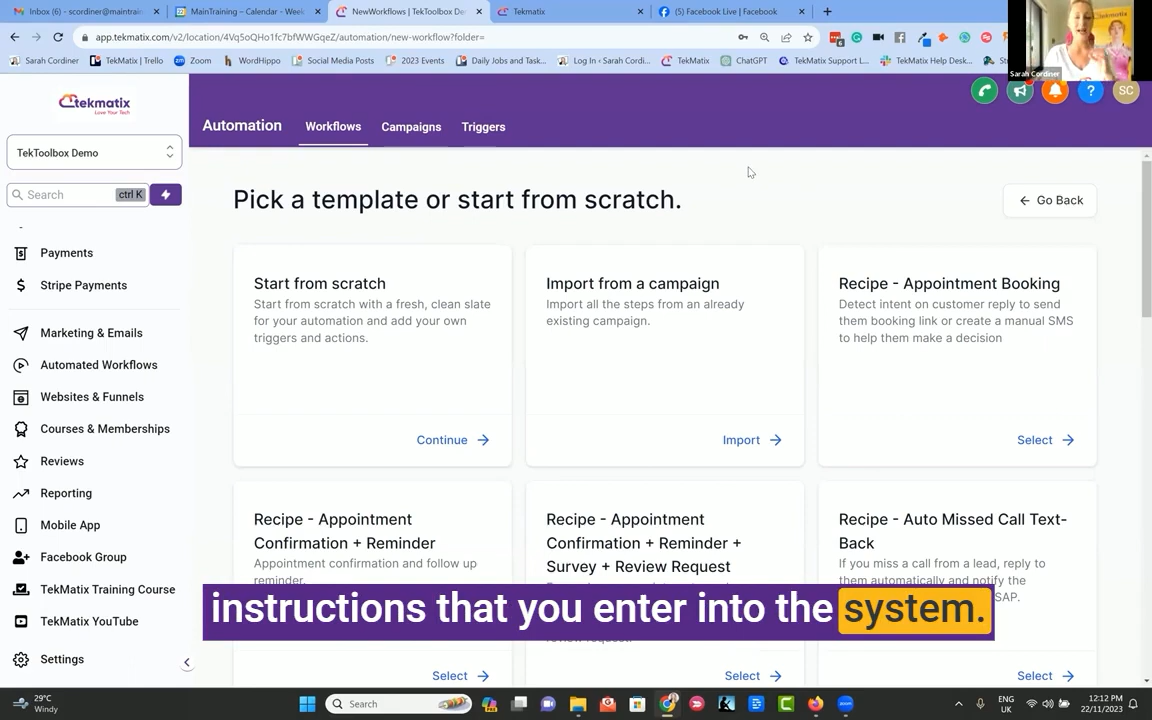 Inbox (6) - scordiner@maintrain
MainTraining - Calendar - Week
NewWorkflows | TekToolbox De
Tekmatix
(5) Facebook Live | Facebook
app.tekmatix.com/v2/location/4Vq5oQHo1fc7bfWWGqeZ/automation/new-workflow?folder=
Sarah Cordiner
TekMatix | Trello
Zoom
WordHippo
Social Media Posts
2023 Events
Daily Jobs and Task...
Log In ‹ Sarah Cordi...
TekMatix
ChatGPT
TekMatix Support L...
TekMatix Help Desk...
Sarah Cordiner
tekmatix
Love Your Tech
Automation
Workflows
Campaigns
Triggers
SC
TekToolbox Demo
Search
ctrl K
Payments
Stripe Payments
Marketing & Emails
Automated Workflows
Websites & Funnels
Courses & Memberships
Reviews
Reporting
Mobile App
Facebook Group
TekMatix Training Course
TekMatix YouTube
Settings
Pick a template or start from scratch.
Go Back
Start from scratch
Start from scratch with a fresh, clean slate
for your automation and add your own
triggers and actions.
Continue
Import from a campaign
Import all the steps from an already
existing campaign.
Import
Recipe - Appointment Booking
Detect intent on customer reply to send
them booking link or create a manual SMS
to help them make a decision
Select
Recipe - Appointment
Confirmation + Reminder
Appointment confirmation and follow up
reminder.
Select
Recipe - Appointment
Confirmation + Reminder +
Survey + Review Request
Select
Recipe - Auto Missed Call Text-
Back
If you miss a call from a lead, reply to
them automatically and notify the
SAP.
Select
instructions that you enter into the system.
29°C
Windy
Search
ENG
UK
12:12 PM
22/11/2023